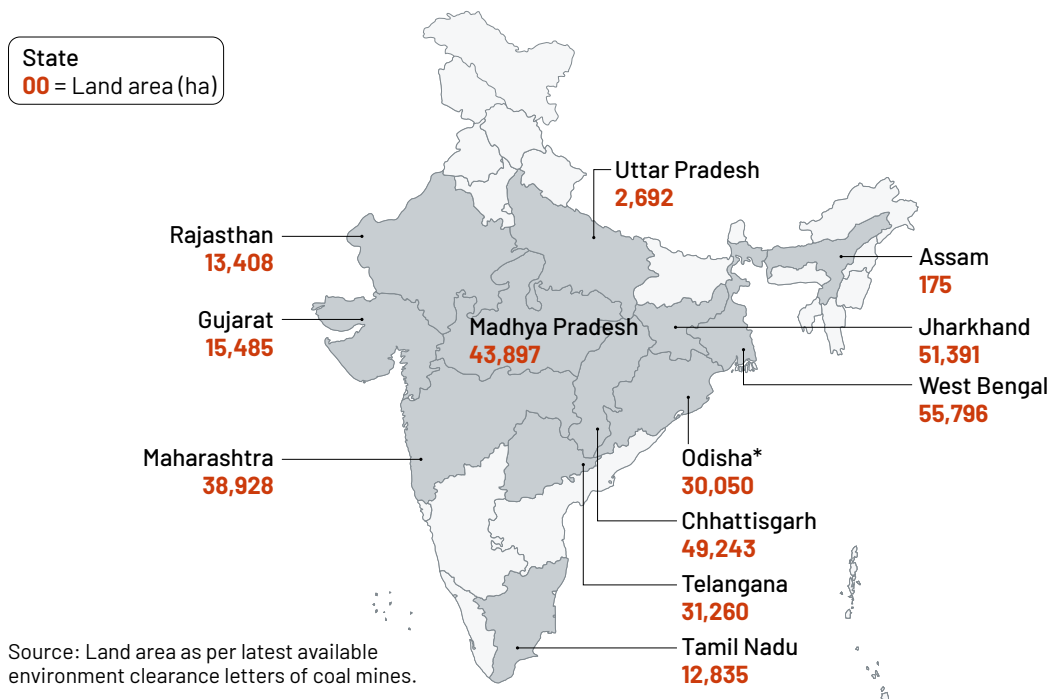 State
00 = Land area (ha)
Uttar Pradesh
2,692
Rajasthan
13,408
Assam
175
Gujarat
15,485
Madhya Pradesh
43,897
Jharkhand
51,391
West Bengal
55,796
Maharashtra
38,928
Odisha*
30,050
Chhattisgarh
49,243
Telangana
31,260
Tamil Nadu
12,835
Source: Land area as per latest available
environment clearance letters of coal mines.